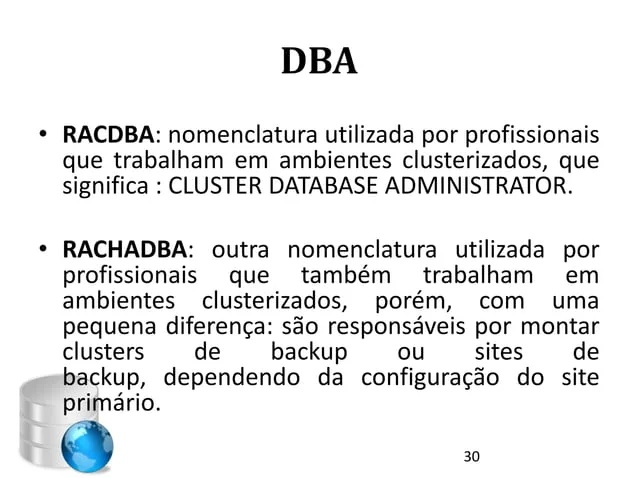 DBA
• RACDBA: nomenclatura utilizada por profissionais
que trabalham em ambientes clusterizados, que
significa : CLUSTER DATABASE ADMINISTRATOR.
• RACHADBA: outra nomenclatura utilizada por
profissionais que também trabalham em
ambientes clusterizados, porém, com uma
pequena diferença: são responsáveis por montar
clusters de backup ou sites de
backup, dependendo da configuração do site
primário.
30